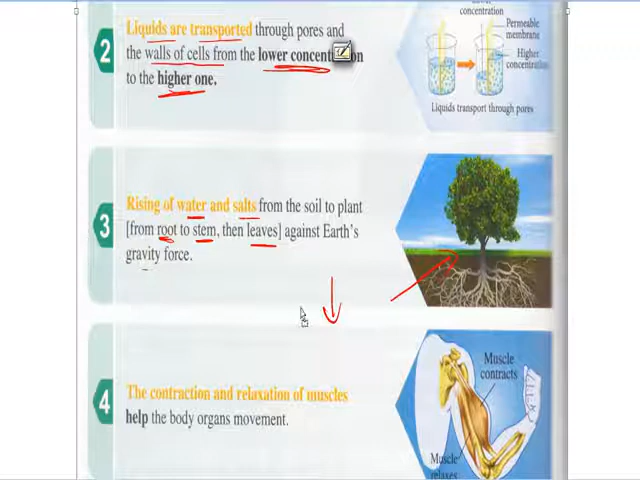 concentration
Permeable
membrane
Higher
concentration
Liquids transport through pores
2
Liquids are transported through pores and
the walls of cells from the lower concent on
to the higher one.
3
Rising of water and salts from the soil to plant
[from root to stem, then leaves] against Earth's
gravity force.
4
The contraction and relaxation of muscles
help the body organs movement.
Muscle
contracts
Muscle
relaxes